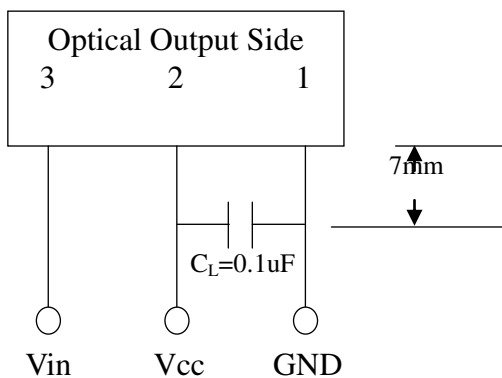 Optical Output Side
3 2 1
7mm
C_L=0.1uF
Vin Vcc GND